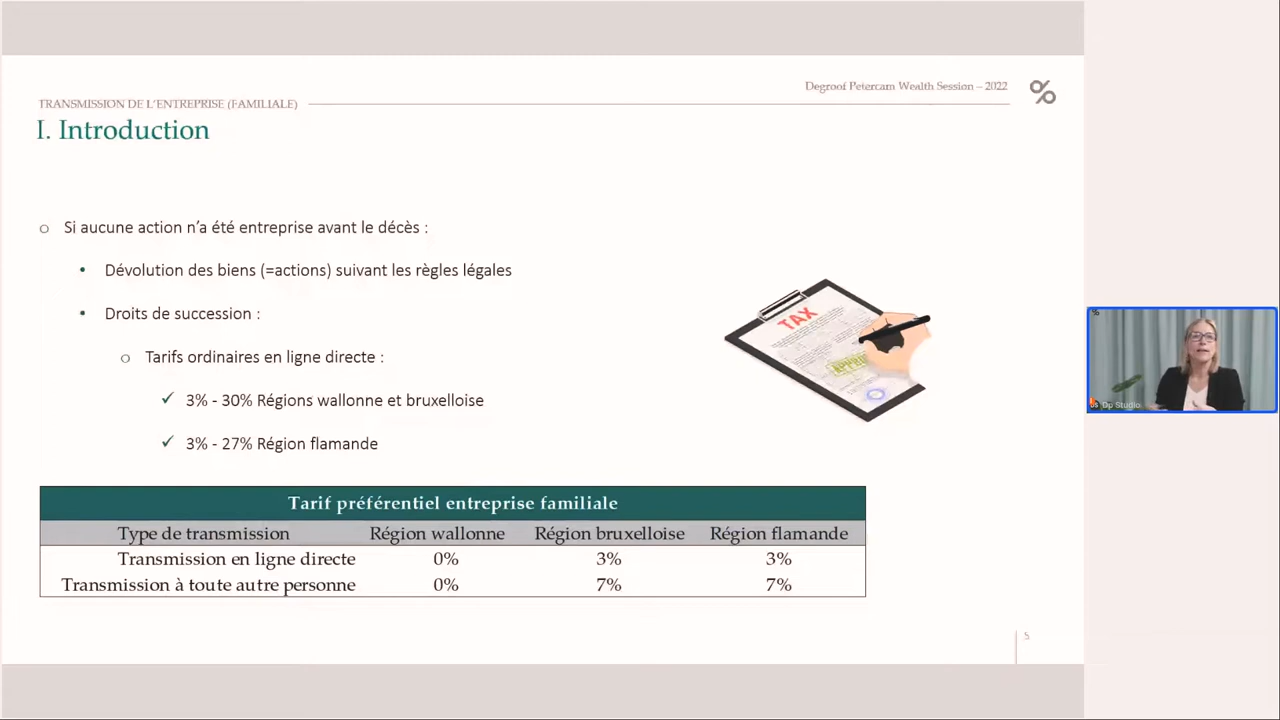 Degroof Petercam Wealth Session – 2022
TRANSMISSION DE L'ENTREPRISE (FAMILIALE)
I. Introduction
o Si aucune action n'a été entreprise avant le décès :
• Dévolution des biens (=actions) suivant les règles légales
• Droits de succession :
o Tarifs ordinaires en ligne directe :
✓ 3% - 30% Régions wallonne et bruxelloise
✓ 3% - 27% Région flamande
TAX
Tarif préférentiel entreprise familiale
Type de transmission Région wallonne Région bruxelloise Région flamande
Transmission en ligne directe 0% 3% 3%
Transmission à toute autre personne 0% 7% 7%
5
Dp Studio